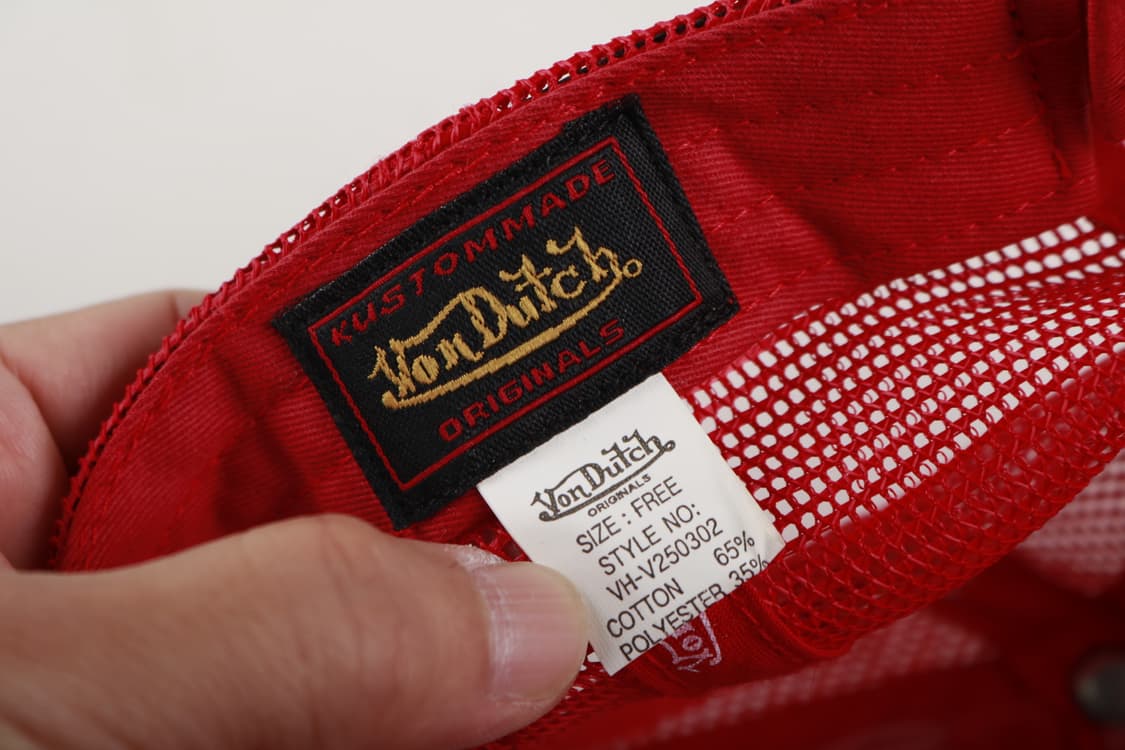 KUSTOMMADE
Von Dutch
ORIGINALS
Von Dutch
ORIGINALS
SIZE : FREE
STYLE NO:
VH-V250302
COTTON 65%
POLYESTER 35%